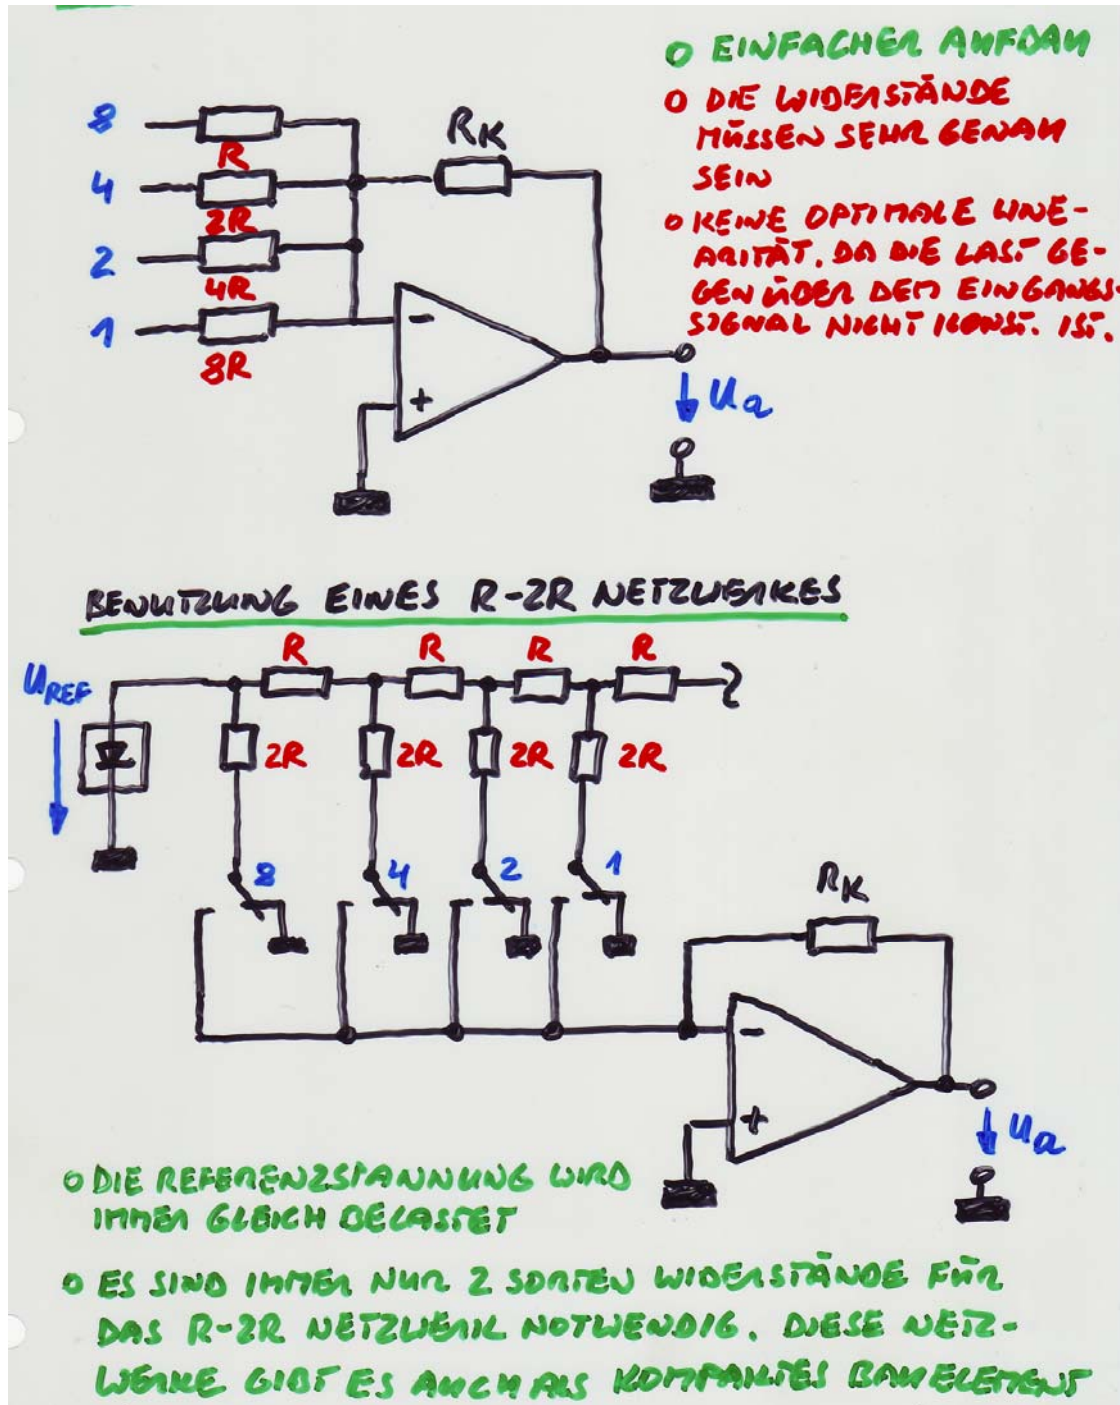 o EINFACHER AUFBAU
o DIE WIDERSTÄNDE
MÜSSEN SEHR GENAU
SEIN
o KEINE OPTIMALE LINE-
ARITÄT, DA DIE LAST GE-
GENÜBER DEM EINGANGS-
SIGNAL NICHT KONST. IST.
8
R
4
2R
2
4R
1
8R
RK
-
+
Ua
BENUTZUNG EINES R-2R NETZWERKES
R R R R
UREF
2R 2R 2R 2R
8 4 2 1
RK
-
+
Ua
o DIE REFERENZSPANNUNG WIRD
IMMER GLEICH BELASTET
o ES SIND IMMER NUR 2 SORTEN WIDERSTÄNDE FÜR
DAS R-2R NETZWERK NOTWENDIG. DIESE NETZ-
WERKE GIBT ES AUCH ALS KOMPAKTES BAUELEMENT